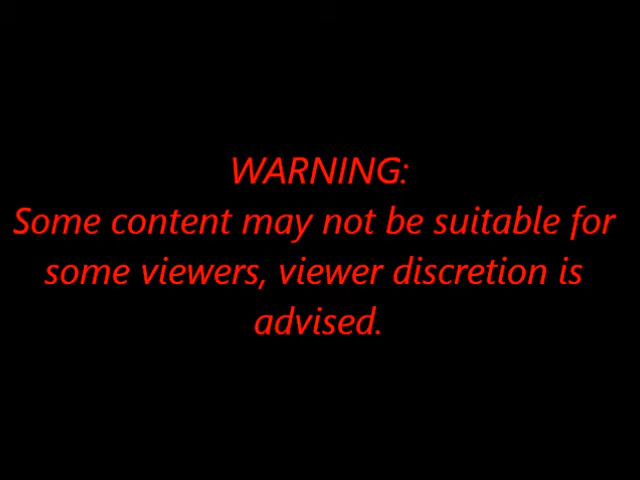 WARNING:
Some content may not be suitable for
some viewers, viewer discretion is
advised.